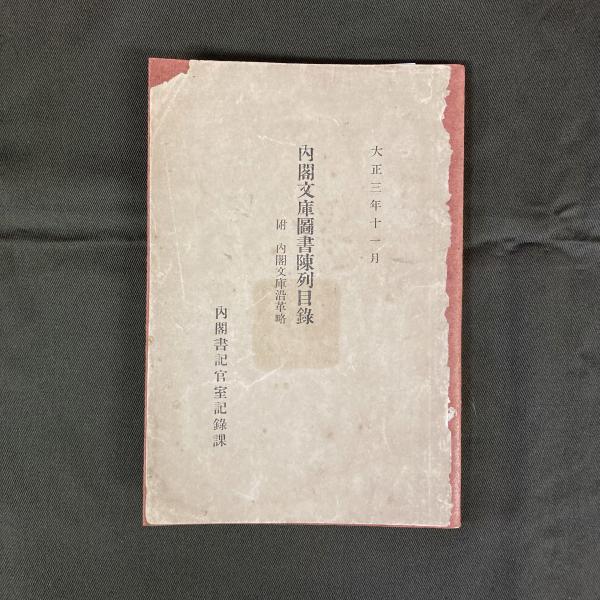 大正三年十一月
內閣文庫圖書陳列目錄
附 內閣文庫沿革略
內閣書記官室記錄課